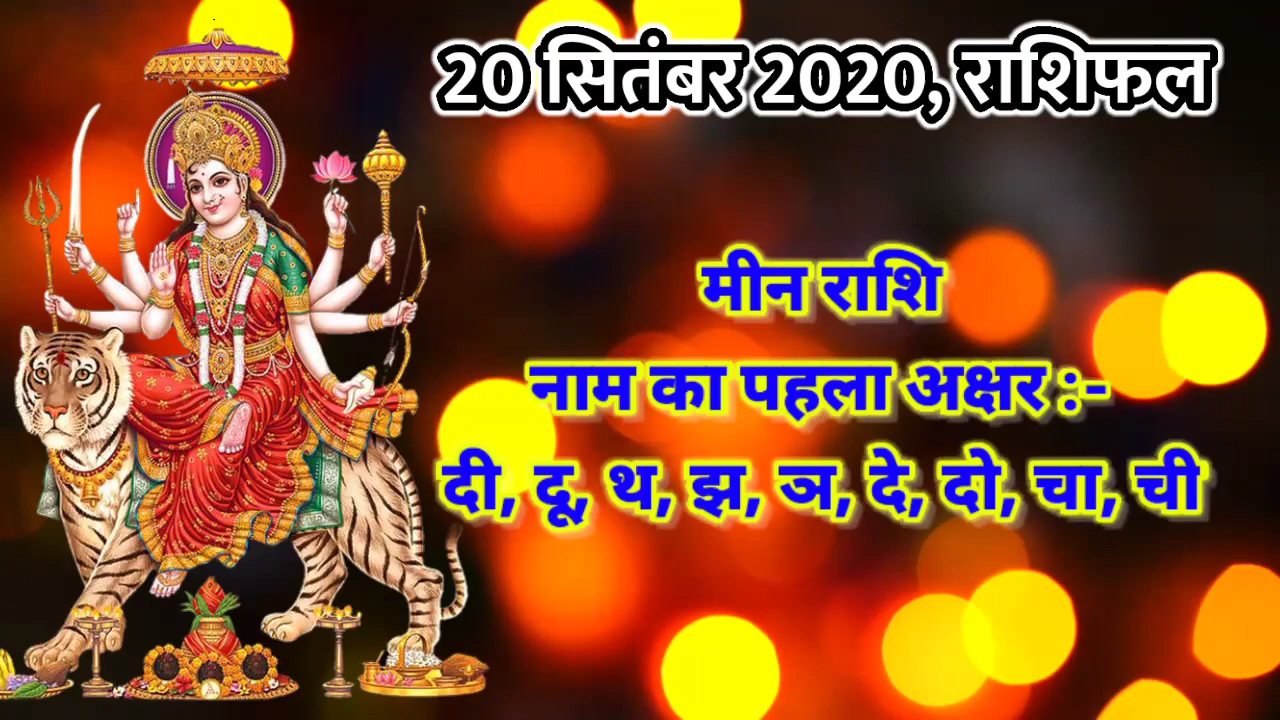 20 सितंबर 2020, राशिफल
मीन राशि
नाम का पहला अक्षर :-
दी, दू, थ, झ, ञ, दे, दो, चा, ची